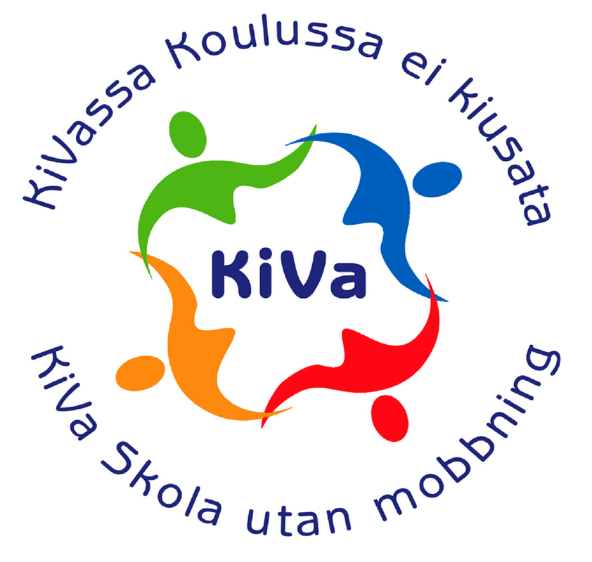 KiVassa Koulussa ei kiusata
KiVa
KiVa Skola utan mobbning